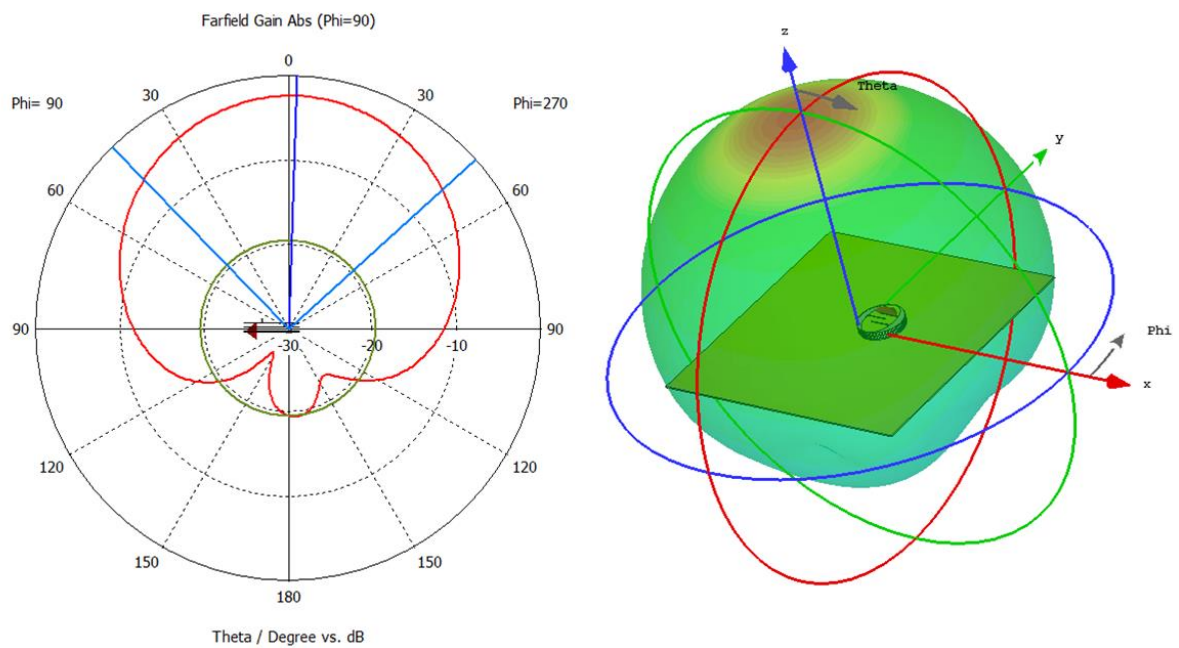 Farfield Gain Abs (Phi=90)
0
Phi= 90
30
30
Phi=270
60
60
90
-30
-20
-10
90
120
120
150
150
180
Theta / Degree vs. dB
z
Theta
y
Phi
x